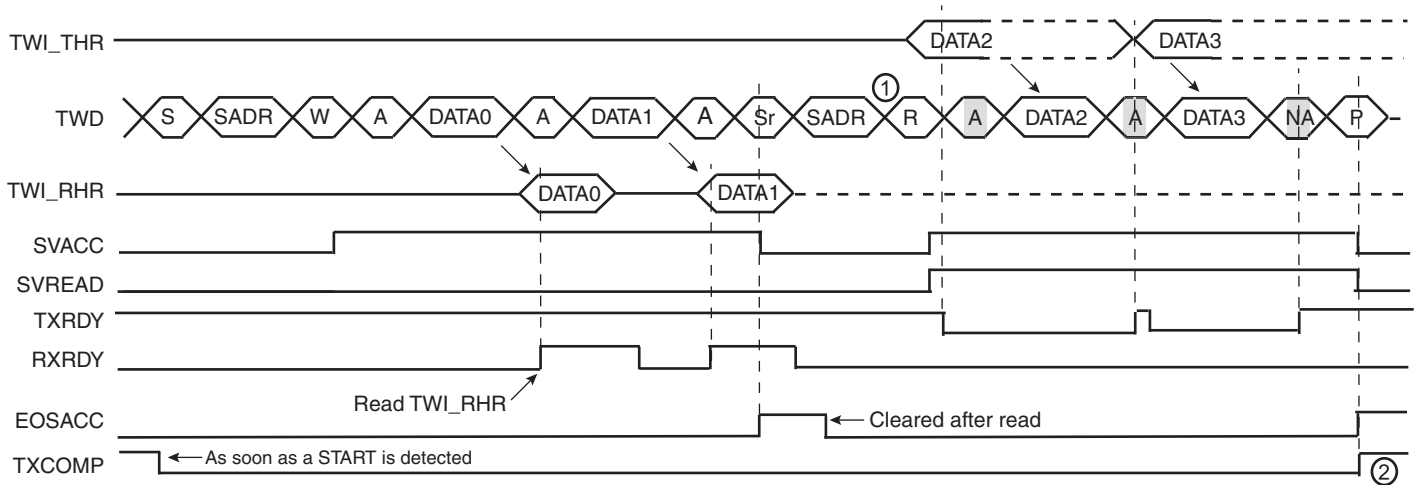 TWI_THR DATA2 DATA3
①
TWD S SADR W A DATA0 A DATA1 A Sr SADR R A DATA2 A DATA3 NA P
TWI_RHR DATA0 DATA1
SVACC
SVREAD
TXRDY
RXRDY
Read TWI_RHR
EOSACC Cleared after read
TXCOMP As soon as a START is detected ②